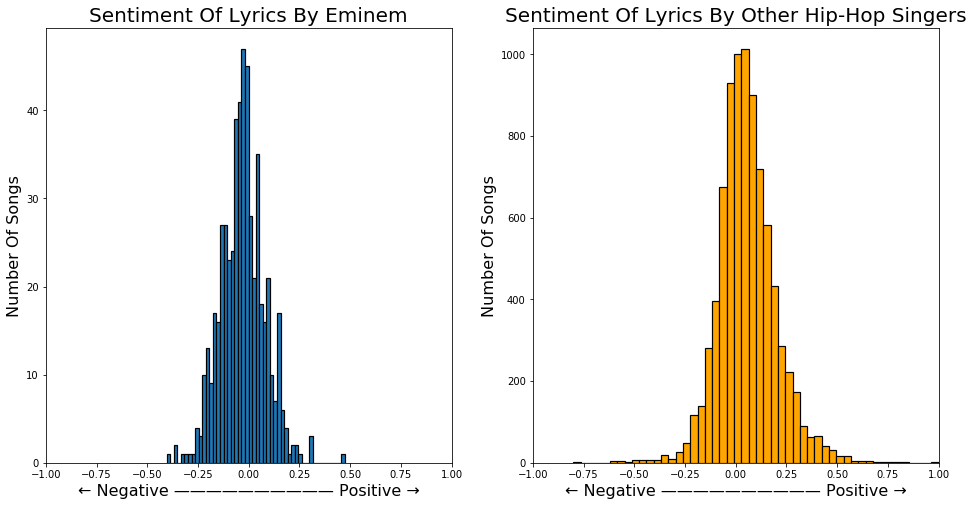 Sentiment Of Lyrics By Eminem
Number Of Songs
40
30
20
10
0
−1.00 −0.75 −0.50 −0.25 0.00 0.25 0.50 0.75 1.00
← Negative —————————— Positive →
Sentiment Of Lyrics By Other Hip-Hop Singers
Number Of Songs
1000
800
600
400
200
0
−1.00 −0.75 −0.50 −0.25 0.00 0.25 0.50 0.75 1.00
← Negative —————————— Positive →